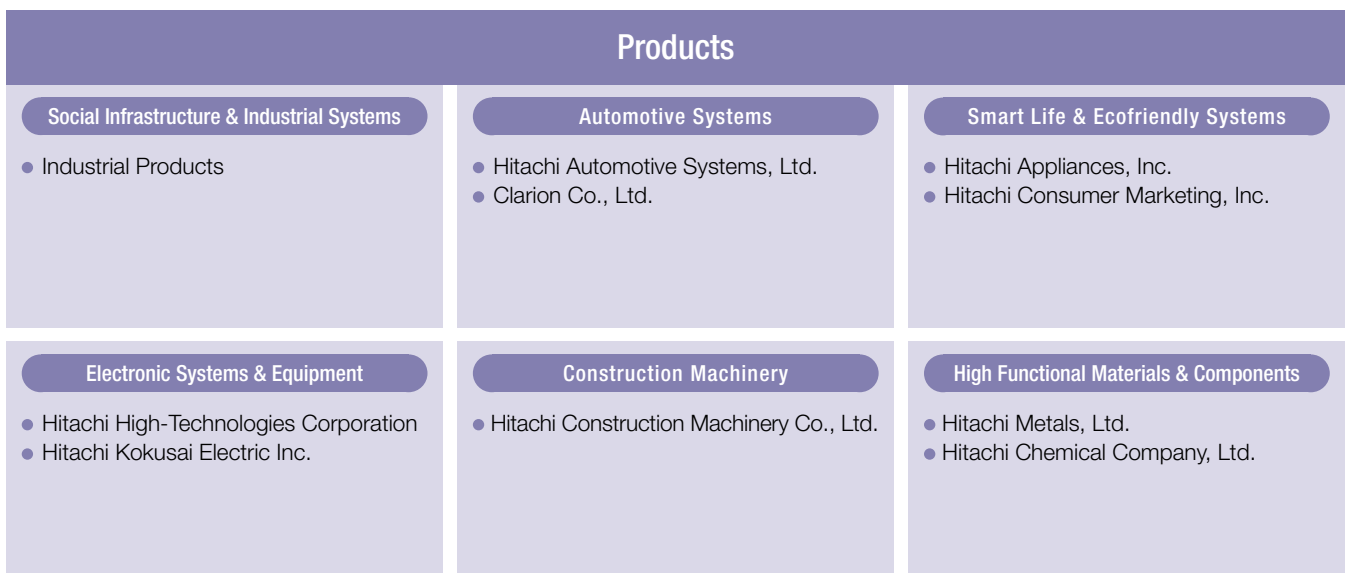 Products
Social Infrastructure & Industrial Systems
Industrial Products
Automotive Systems
Hitachi Automotive Systems, Ltd.
Clarion Co., Ltd.
Smart Life & Ecofriendly Systems
Hitachi Appliances, Inc.
Hitachi Consumer Marketing, Inc.
Electronic Systems & Equipment
Hitachi High-Technologies Corporation
Hitachi Kokusai Electric Inc.
Construction Machinery
Hitachi Construction Machinery Co., Ltd.
High Functional Materials & Components
Hitachi Metals, Ltd.
Hitachi Chemical Company, Ltd.